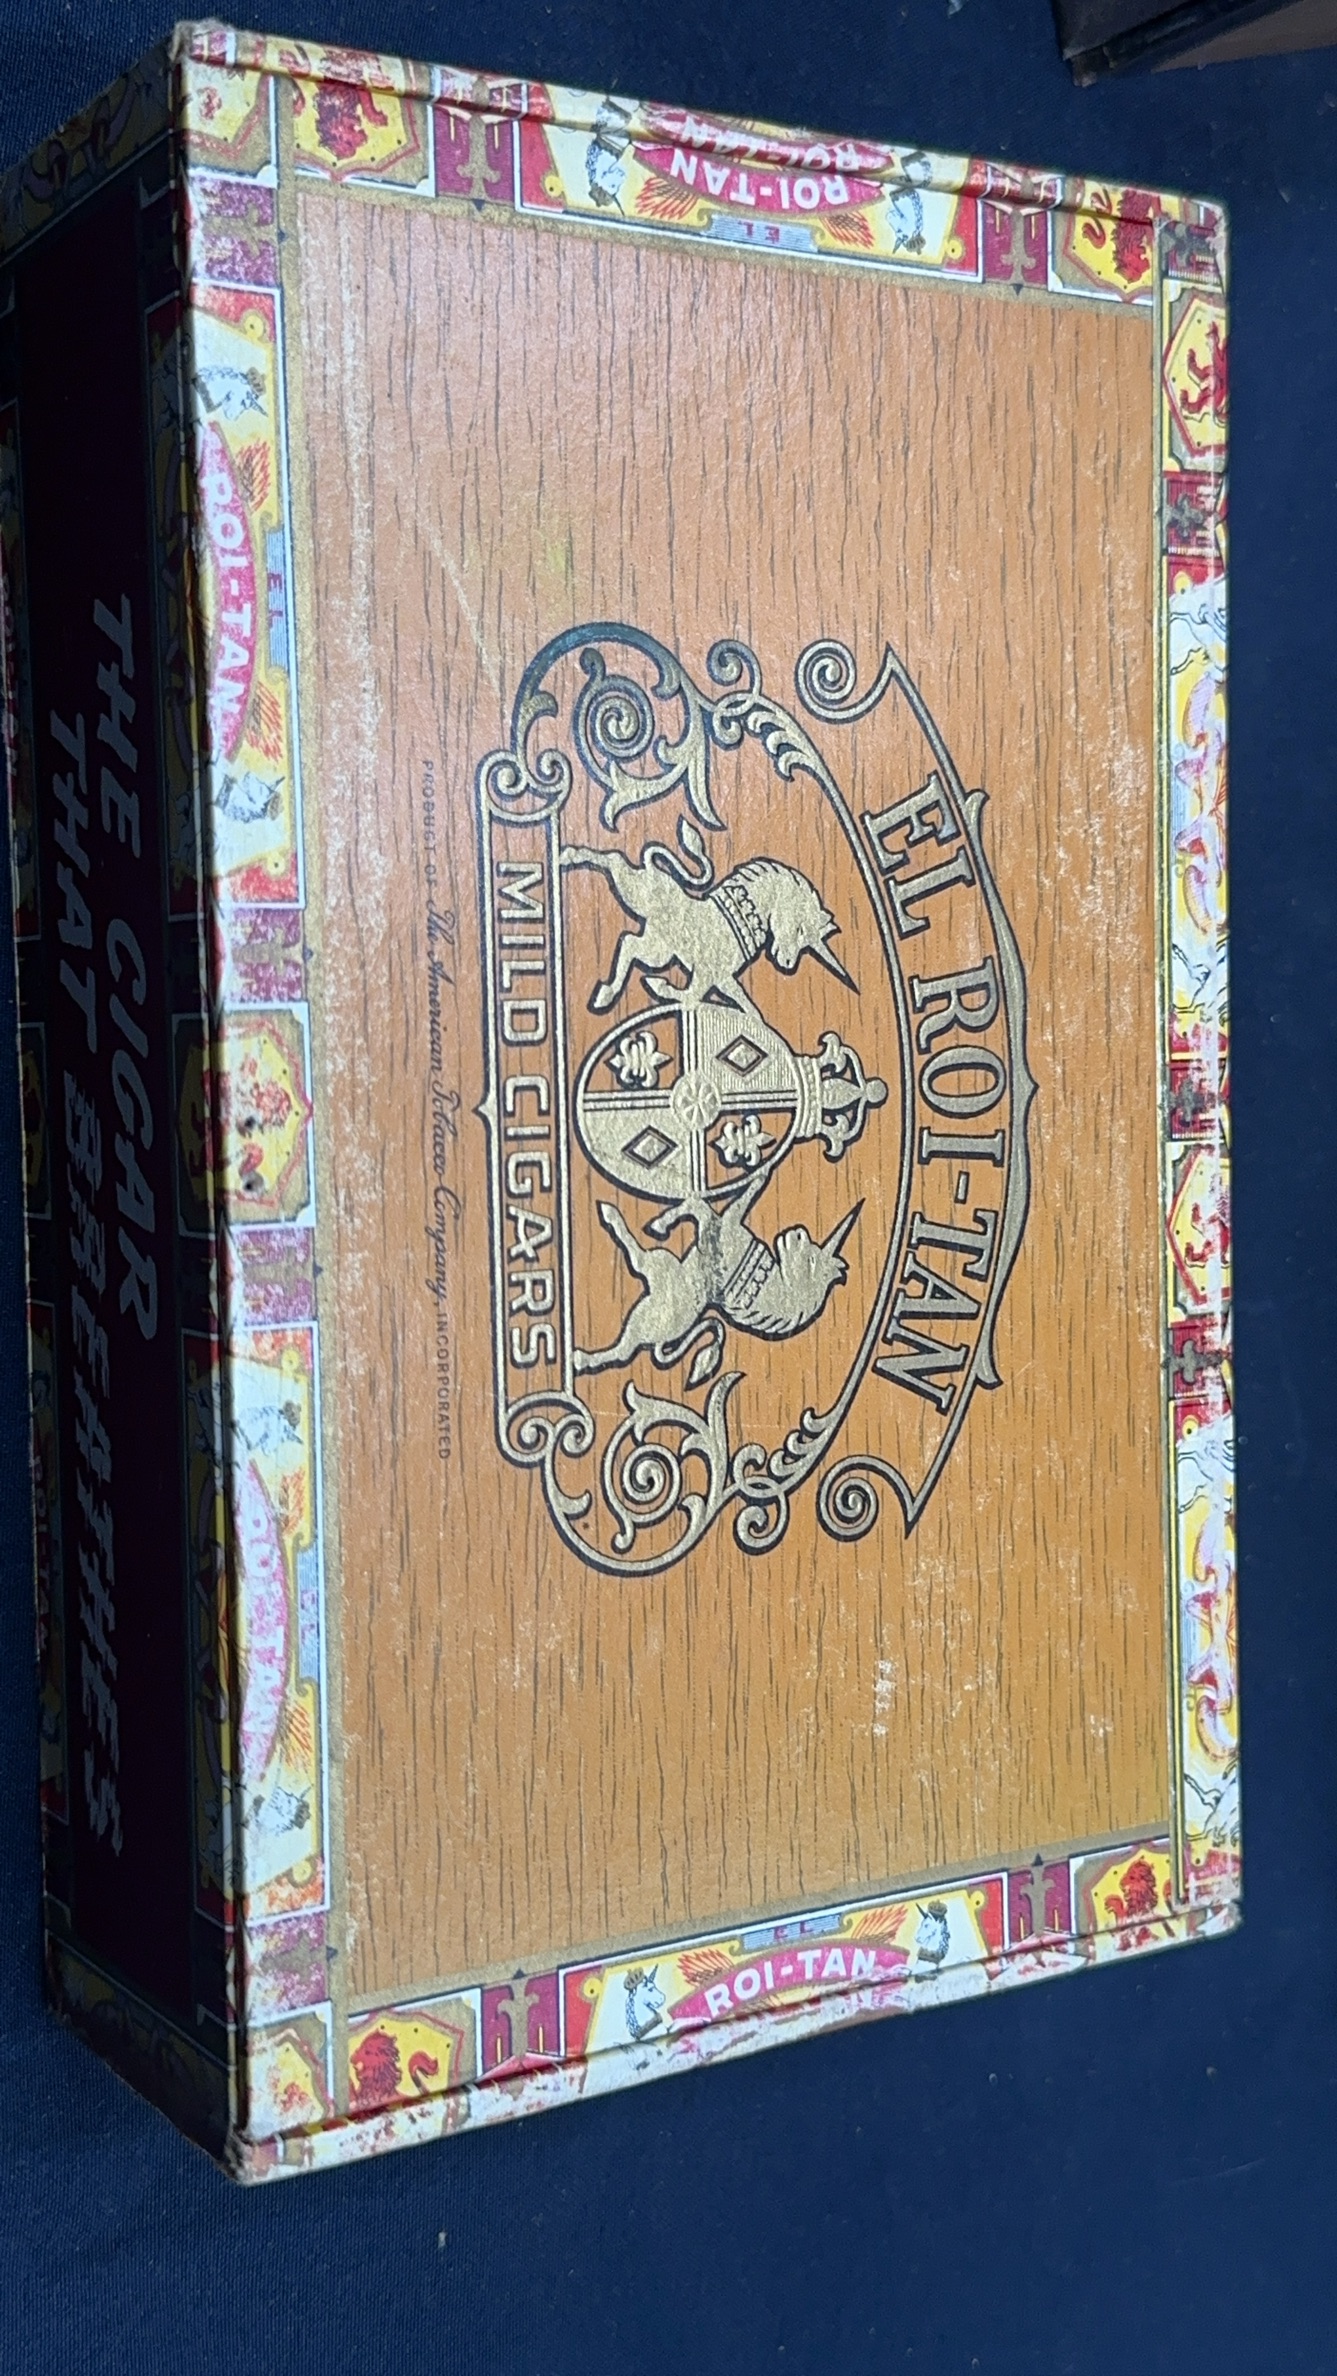 EL ROI-TAN
MILD CIGARS
PRODUCT OF The American Tobacco Company, INCORPORATED
THE CIGAR
THAT BREATHES
EL
ROI-TAN
ROI-TAN
EL
ROI-TAN
EL
ROI-TAN
EL
ROI-TAN